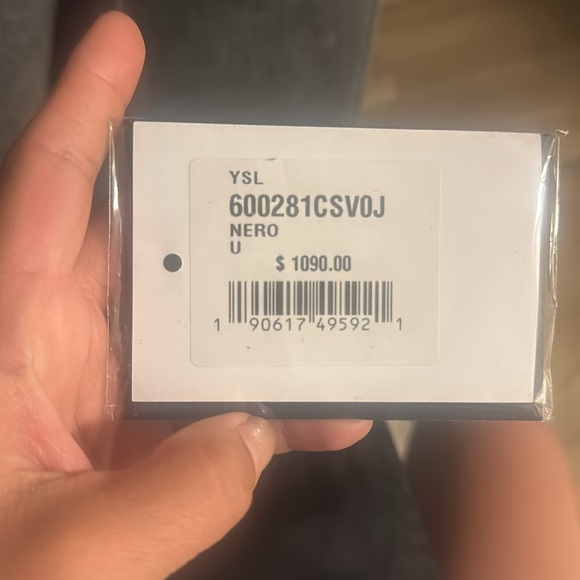 YSL
600281CSV0J
NERO
U
$ 1090.00
1 90617 49592 1